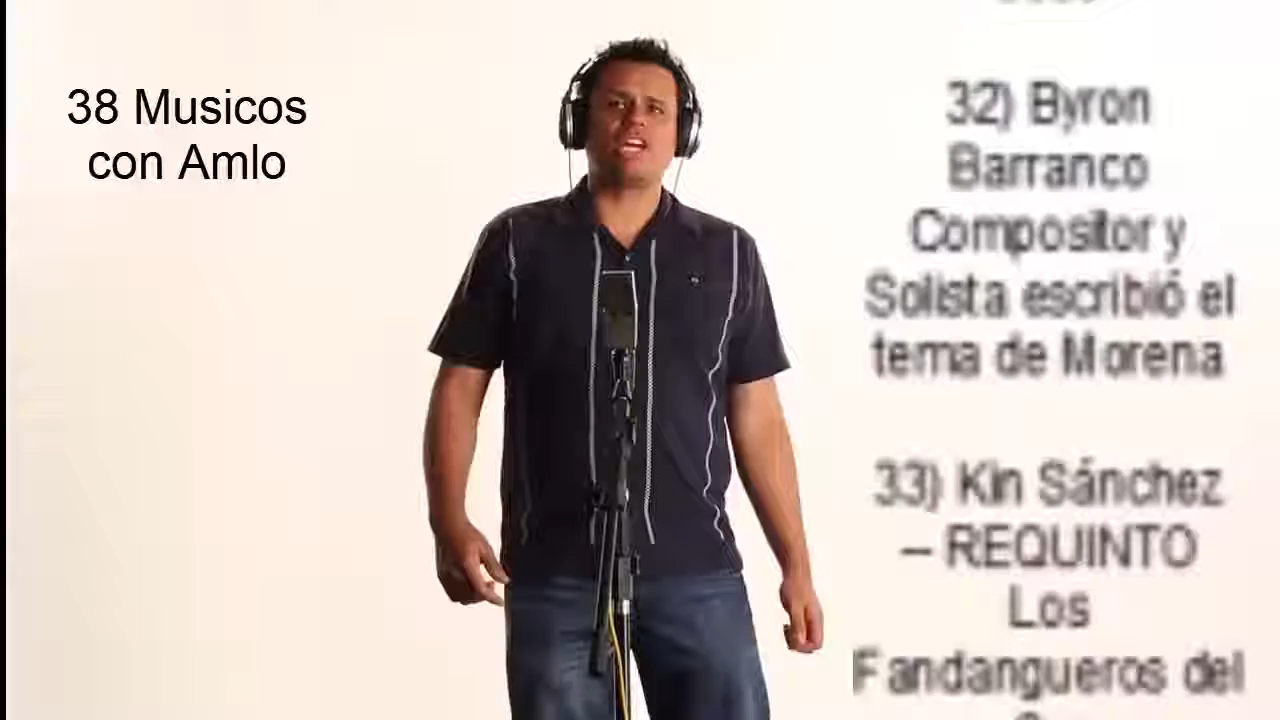 38 Musicos
con Amlo
32) Byron
Barranco
Compositor y
Solista escribió el
tema de Morena
33) Kin Sánchez
– REQUINTO
Los
Fandangueros del